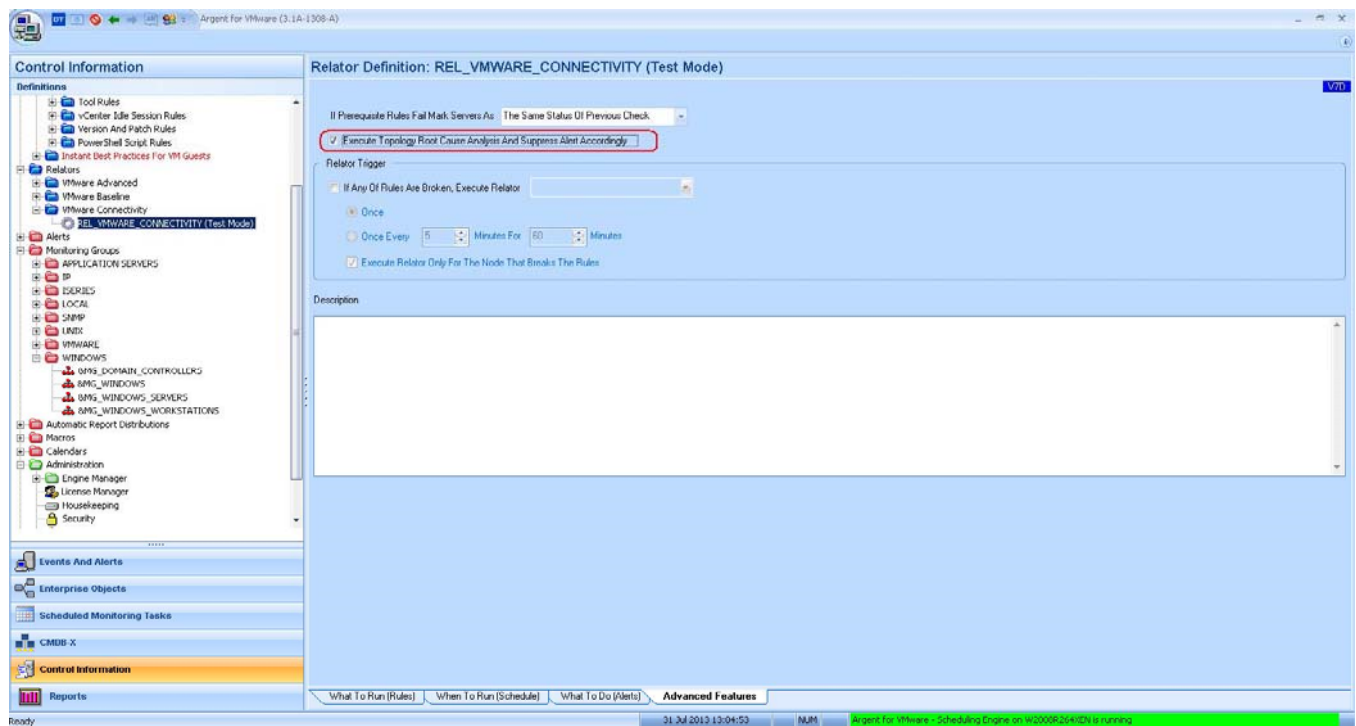 Argent for VMware (3.1A-1308-A)
Control Information
Definitions
Tool Rules
vCenter Idle Session Rules
Version And Patch Rules
PowerShell Script Rules
Instant Best Practices For VM Guests
Relators
VMware Advanced
VMware Baseline
VMware Connectivity
REL_VMWARE_CONNECTIVITY (Test Mode)
Alerts
Monitoring Groups
APPLICATION SERVERS
IP
ISERIES
LOCAL
SNMP
UNIX
VMWARE
WINDOWS
&MG_DOMAIN_CONTROLLERS
&MG_WINDOWS
&MG_WINDOWS_SERVERS
&MG_WINDOWS_WORKSTATIONS
Automatic Report Distributions
Macros
Calendars
Administration
Engine Manager
License Manager
Housekeeping
Security
Events And Alerts
Enterprise Objects
Scheduled Monitoring Tasks
CMDB-X
Control Information
Reports
Relator Definition: REL_VMWARE_CONNECTIVITY (Test Mode)
V7D
If Prerequisite Rules Fail Mark Servers As The Same Status Of Previous Check
Execute Topology Root Cause Analysis And Suppress Alert Accordingly
Relator Trigger
If Any Of Rules Are Broken, Execute Relator
Once
Once Every 5 Minutes For 60 Minutes
Execute Relator Only For The Node That Breaks The Rules
Description
What To Run (Rules) When To Run (Schedule) What To Do (Alerts) Advanced Features
Ready 31 Jul 2013 13:04:53 NUM Argent for VMware - Scheduling Engine on W2008R264XEN is running